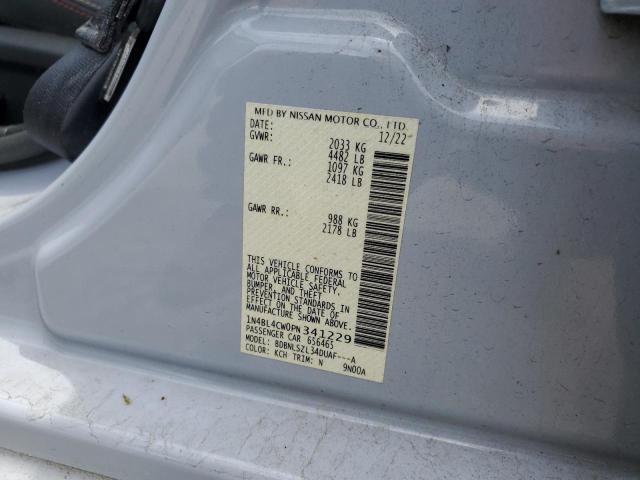 MFD BY NISSAN MOTOR CO., LTD.
DATE: 12/22
GVWR: 2033 KG
4482 LB
GAWR FR.: 1097 KG
2418 LB
GAWR RR.: 988 KG
2178 LB
THIS VEHICLE CONFORMS TO
ALL APPLICABLE FEDERAL
MOTOR VEHICLE SAFETY,
BUMPER, AND THEFT
PREVENTION STANDARDS IN
EFFECT ON THE DATE OF
MANUFACTURE SHOWN ABOVE.
1N4BL4CW0PN341229
PASSENGER CAR 656465
MODEL: BDBNLSZL34DUAF---A
COLOR: KCH TRIM: N 9N00A